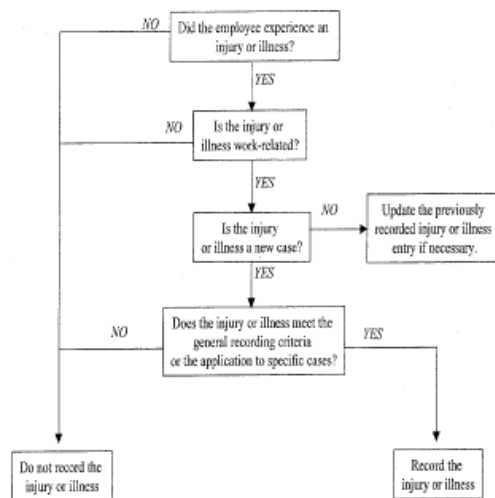 NO
Did the employee experience an
injury or illness?
YES
NO
Is the injury or
illness work-related?
YES
Is the injury
or illness a new case?
NO
Update the previously
recorded injury or illness
entry if necessary.
YES
NO
Does the injury or illness meet the
general recording criteria
or the application to specific cases?
YES
Do not record the
injury or illness
Record the
injury or illness